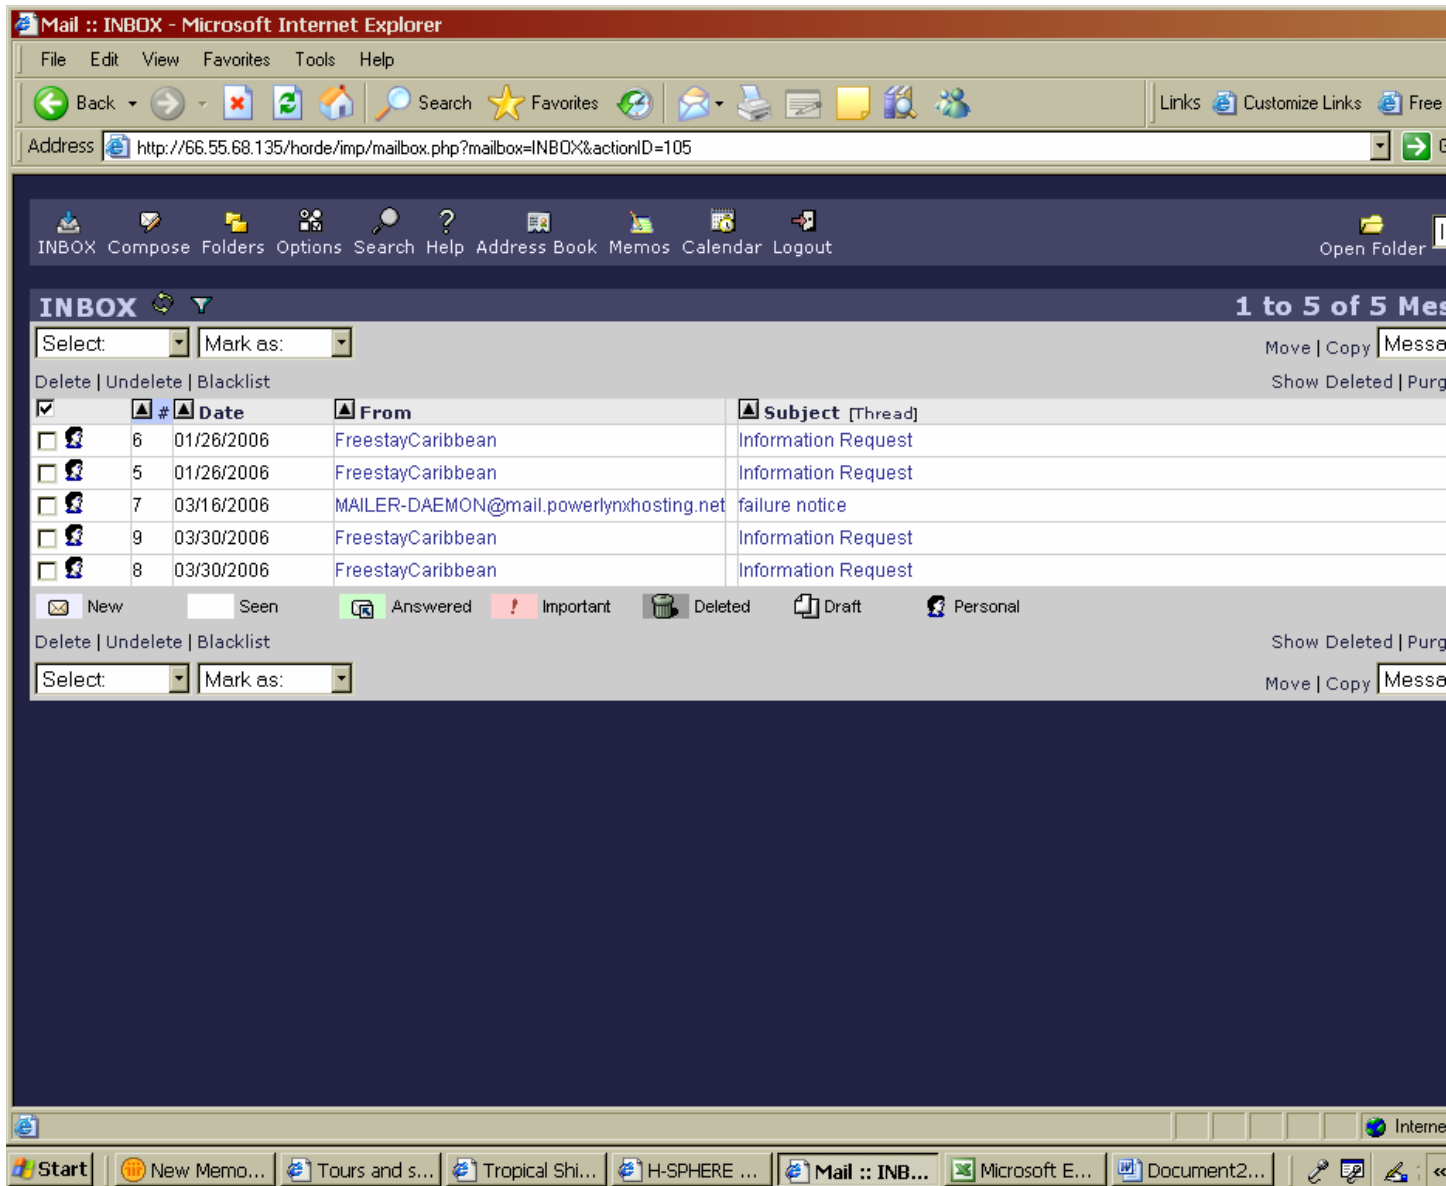 Mail :: INBOX - Microsoft Internet Explorer
File Edit View Favorites Tools Help
Back Search Favorites Links Customize Links Free
Address http://66.55.68.135/horde/imp/mailbox.php?mailbox=INBOX&actionID=105 G
INBOX Compose Folders Options Search Help Address Book Memos Calendar Logout Open Folder I
INBOX 1 to 5 of 5 Mes
Select: Mark as: Move | Copy Messa
Delete | Undelete | Blacklist Show Deleted | Purg
# Date From Subject [Thread]
6 01/26/2006 FreestayCaribbean Information Request
5 01/26/2006 FreestayCaribbean Information Request
7 03/16/2006 MAILER-DAEMON@mail.powerlynxhosting.net failure notice
9 03/30/2006 FreestayCaribbean Information Request
8 03/30/2006 FreestayCaribbean Information Request
New Seen Answered Important Deleted Draft Personal
Delete | Undelete | Blacklist Show Deleted | Purg
Select: Mark as: Move | Copy Messa
Interne
Start New Memo... Tours and s... Tropical Shi... H-SPHERE ... Mail :: INB... Microsoft E... Document2... «